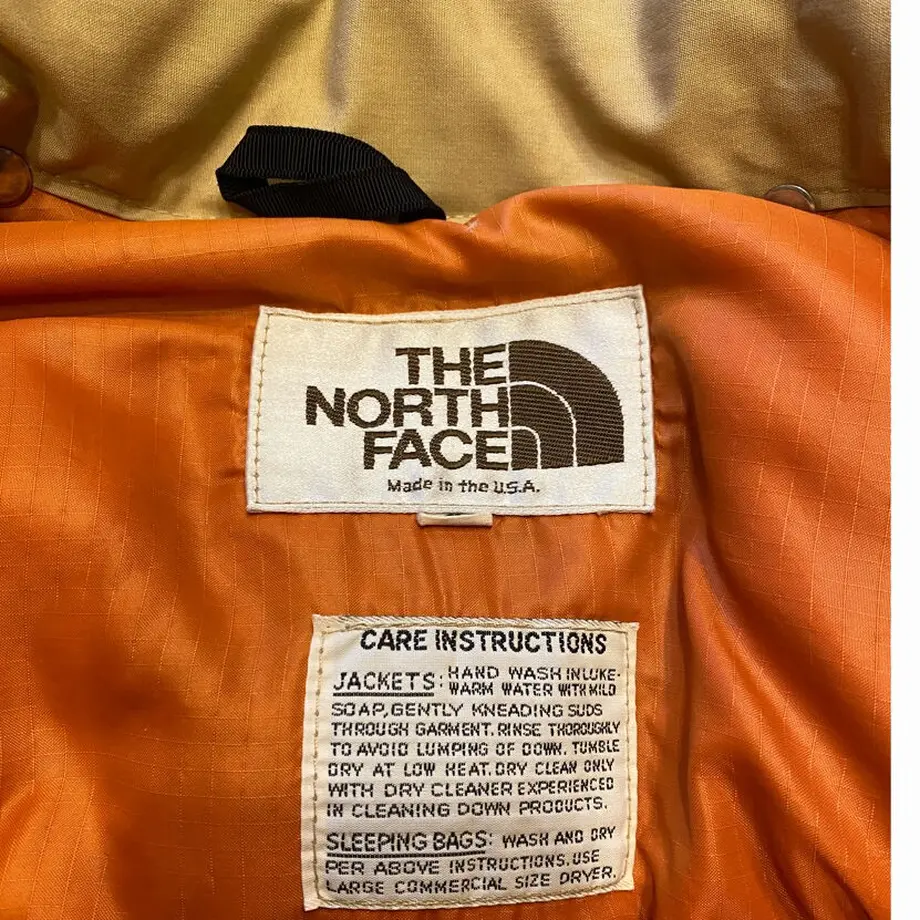 THE
NORTH
FACE
Made in the U.S.A.
CARE INSTRUCTIONS
JACKETS: HAND WASH IN LUKE-
WARM WATER WITH MILD
SOAP, GENTLY KNEADING SUDS
THROUGH GARMENT. RINSE THOROUGHLY
TO AVOID LUMPING OF DOWN. TUMBLE
DRY AT LOW HEAT. DRY CLEAN ONLY
WITH DRY CLEANER EXPERIENCED
IN CLEANING DOWN PRODUCTS.
SLEEPING BAGS: WASH AND DRY
PER ABOVE INSTRUCTIONS. USE
LARGE COMMERCIAL SIZE DRYER.